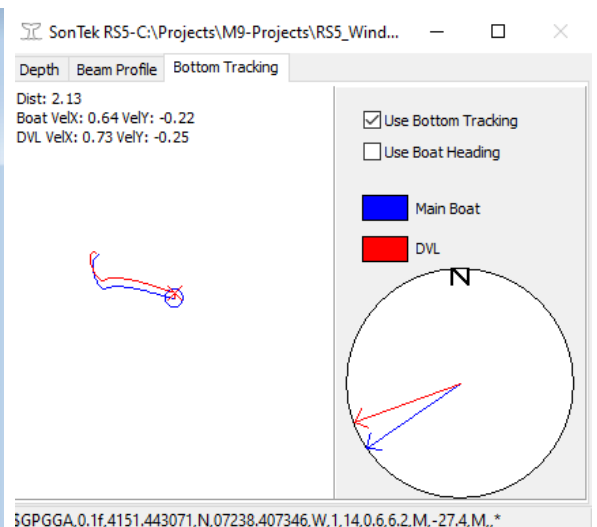 SonTek RS5-C:\Projects\M9-Projects\RS5_Wind...
Depth Beam Profile Bottom Tracking
Dist: 2.13
Boat VelX: 0.64 VelY: -0.22
DVL VelX: 0.73 VelY: -0.25
Use Bottom Tracking
Use Boat Heading
Main Boat
DVL
N
$GPGGA,0.1f,4151.443071,N,07238.407346,W,1,14,0.6,6.2,M,-27.4,M,,*